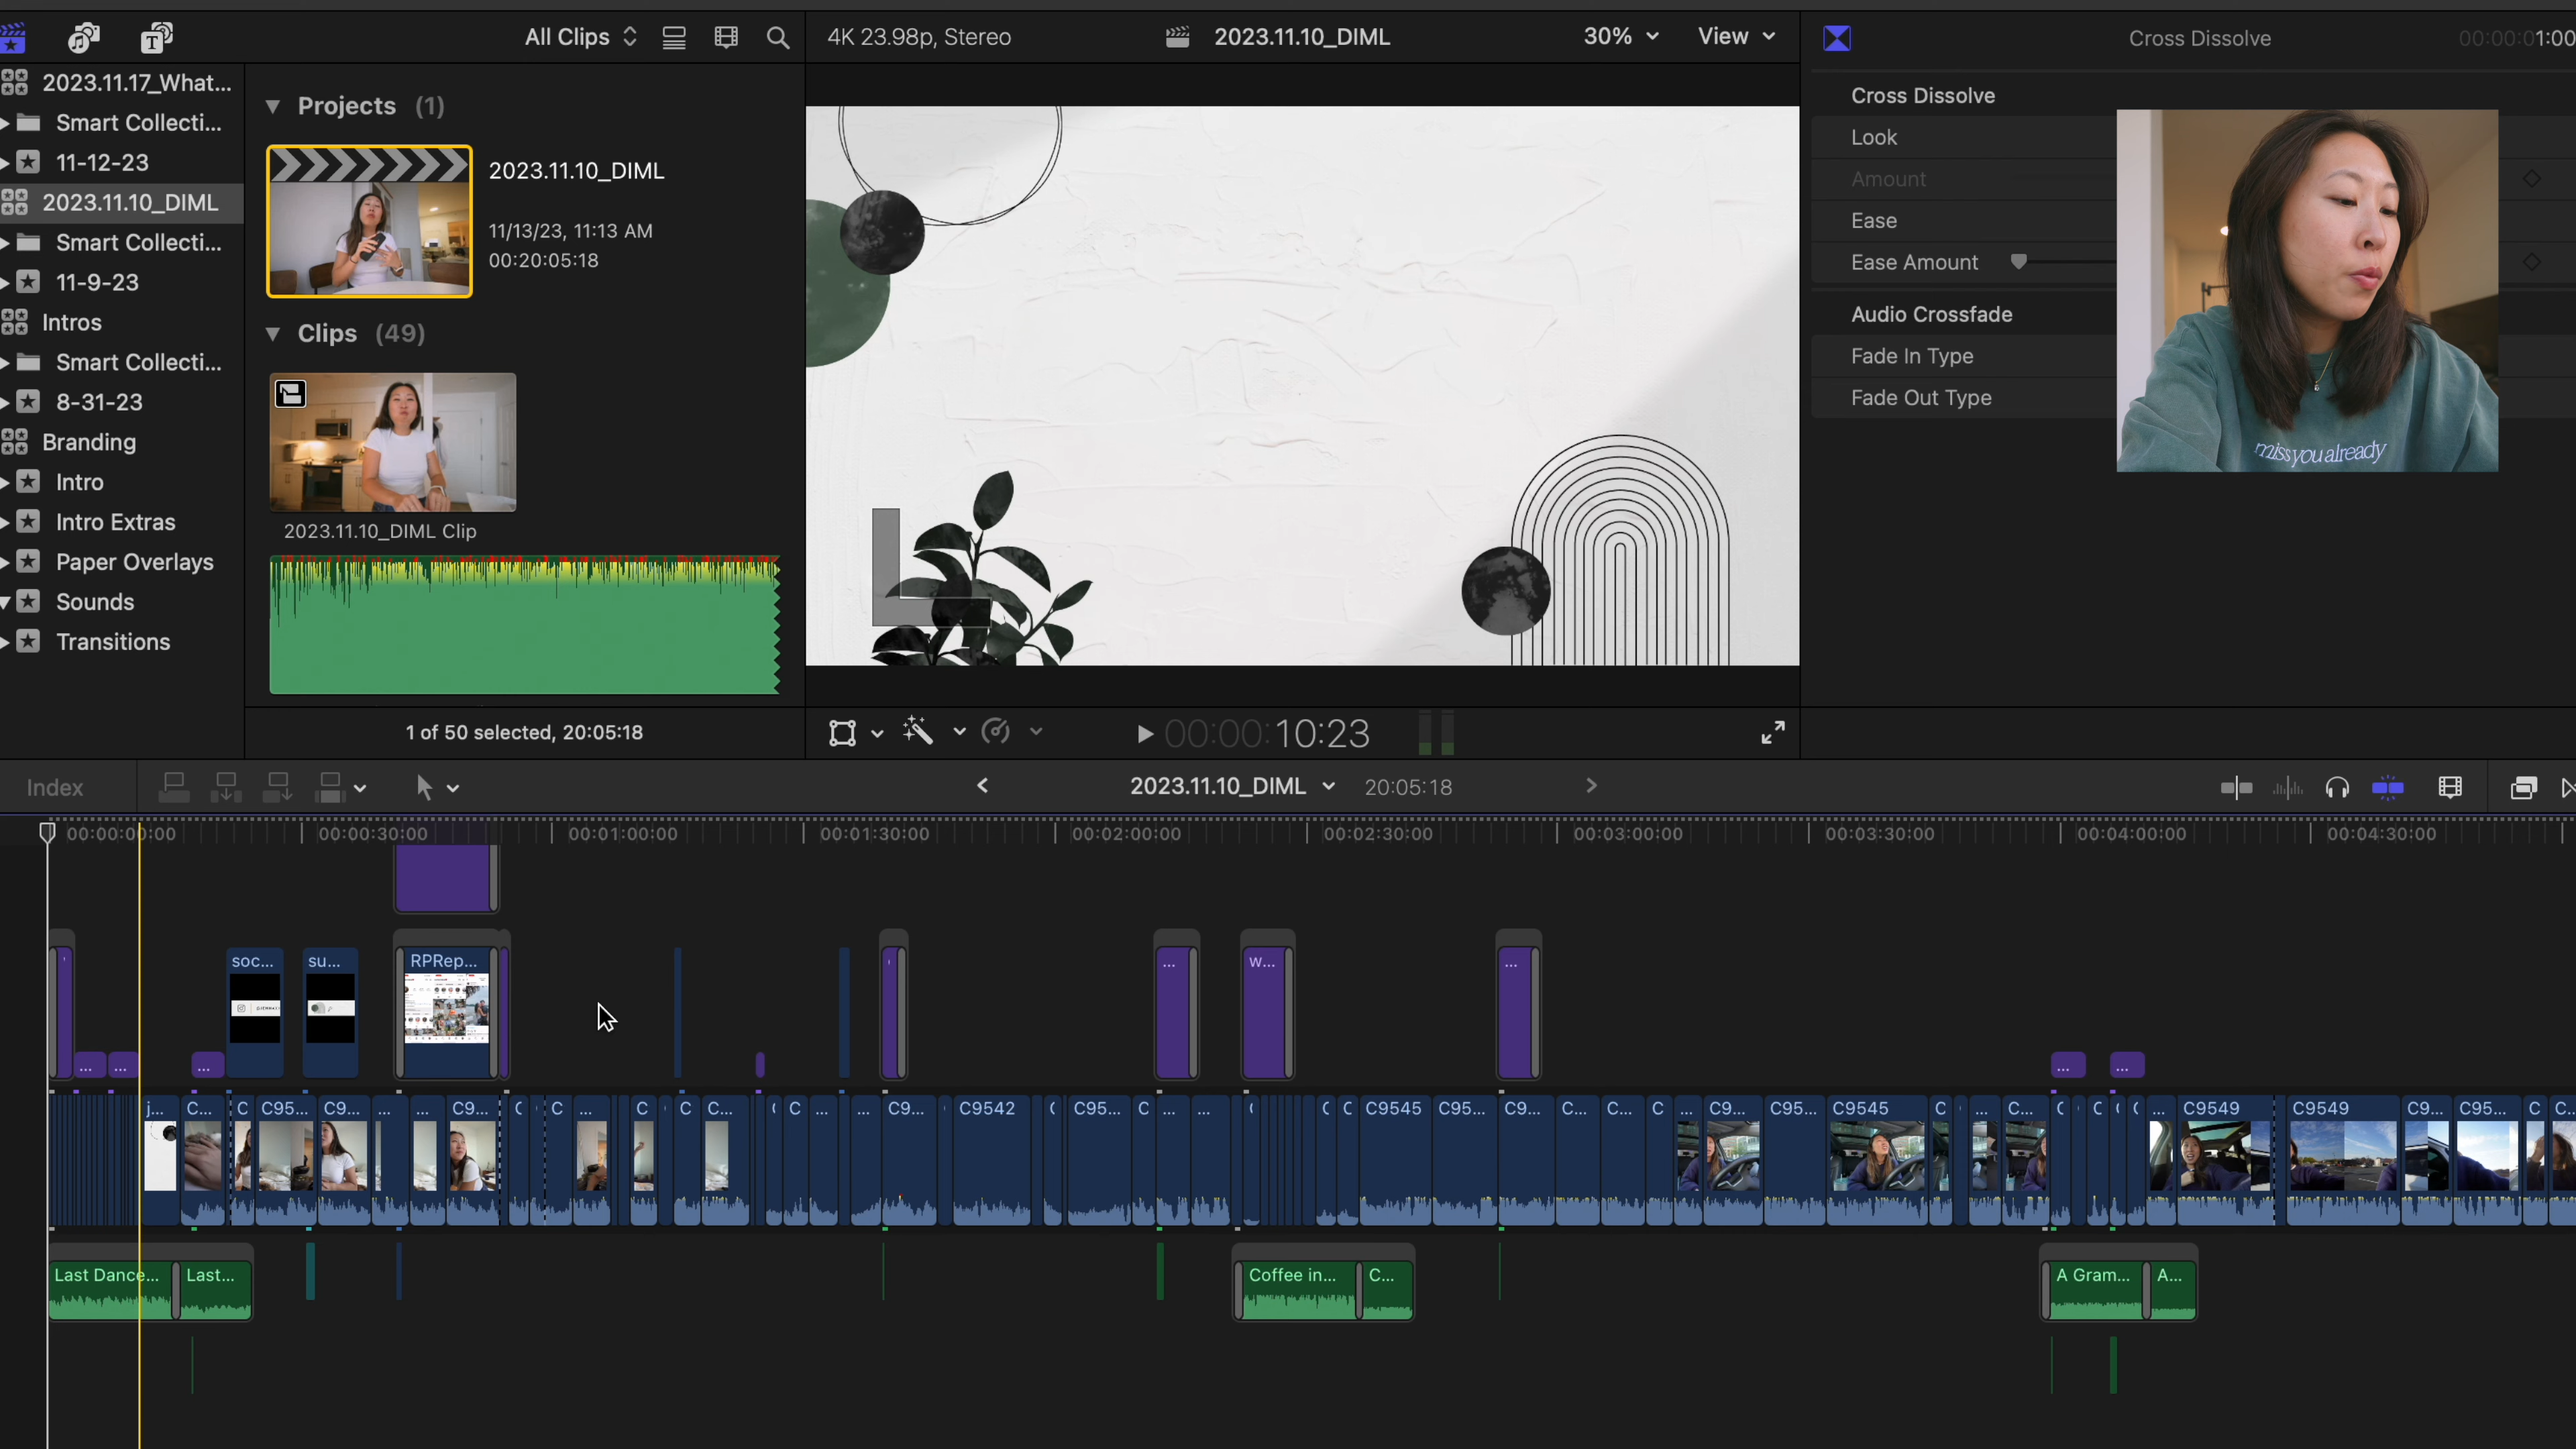 All Clips
4K 23.98p, Stereo
2023.11.10_DIML
30%
View
Cross Dissolve
00:00:01:00
2023.11.17_What...
Smart Collecti...
11-12-23
2023.11.10_DIML
Smart Collecti...
11-9-23
Intros
Smart Collecti...
8-31-23
Branding
Intro
Intro Extras
Paper Overlays
Sounds
Transitions
Projects (1)
2023.11.10_DIML
11/13/23, 11:13 AM
00:20:05:18
Clips (49)
2023.11.10_DIML Clip
1 of 50 selected, 20:05:18
L
00:00:10:23
Cross Dissolve
Look
Amount
Ease
Ease Amount
Audio Crossfade
Fade In Type
Fade Out Type
miss you already
Index
2023.11.10_DIML
20:05:18
00:00:00:00 00:00:30:00 00:01:00:00 00:01:30:00 00:02:00:00 00:02:30:00 00:03:00:00 00:03:30:00 00:04:00:00 00:04:30:00
soc... su... RPRep... ... w... ...
... ... ... ... ...
j... C... C C95... C9... ... ... C9... C C ... C C C... C ... ... C9... C9542 C95... C ... ... C C C9545 C95... C9... C... C... C ... C9... C95... C9545 C ... C... C C ... C9549 C9549 C9... C95... C C...
Last Dance... Last... Coffee in... C... A Gram... A...